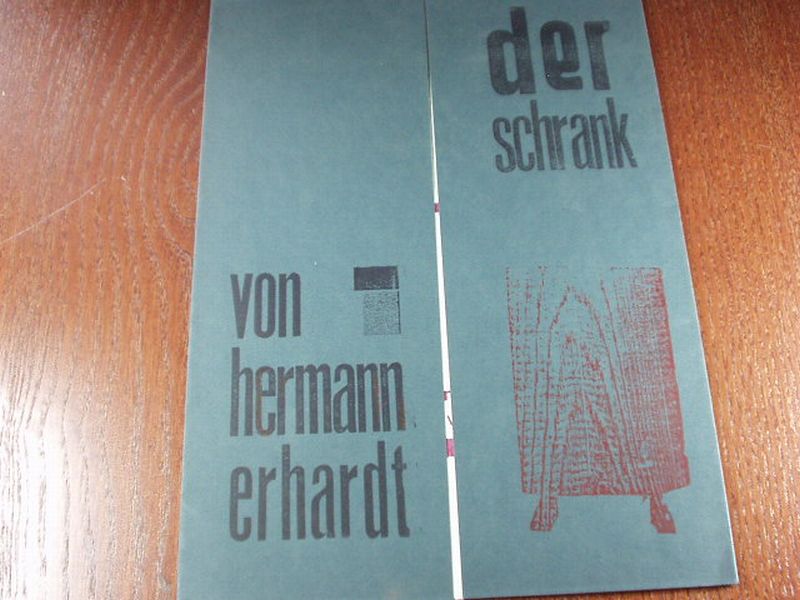 der
schrank
von
hermann
erhardt